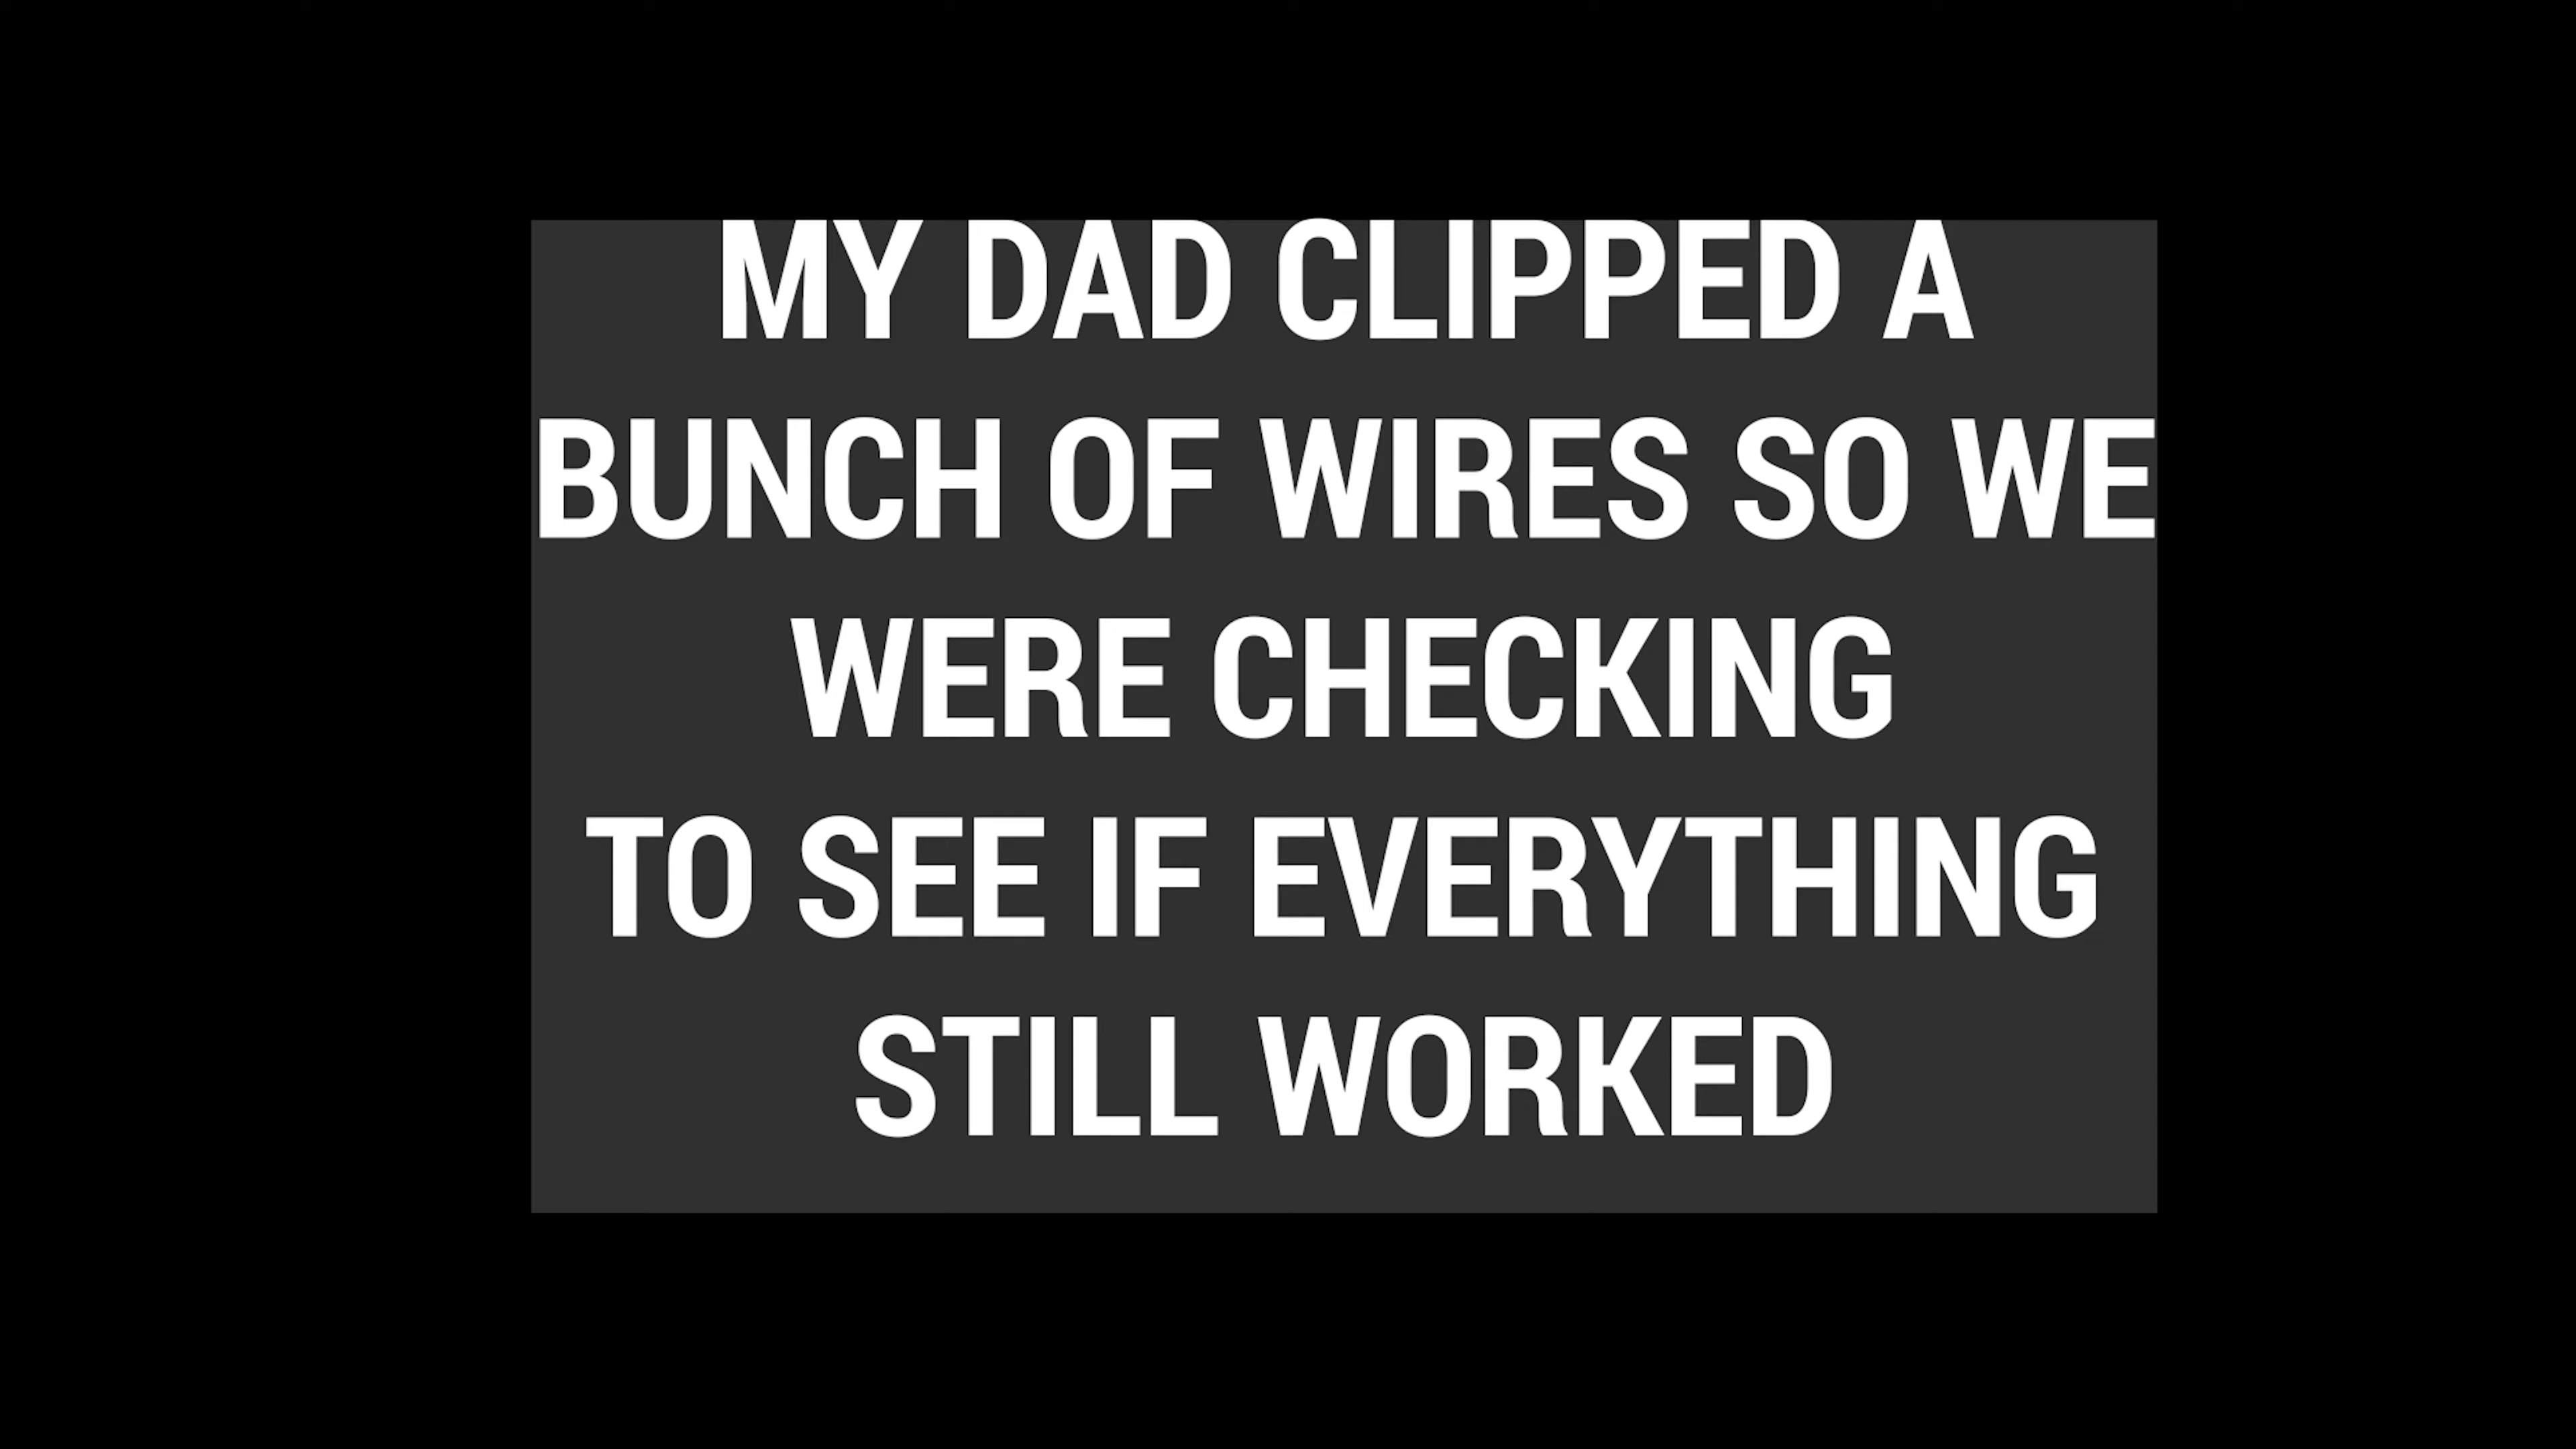 MY DAD CLIPPED A
BUNCH OF WIRES SO WE
WERE CHECKING
TO SEE IF EVERYTHING
STILL WORKED